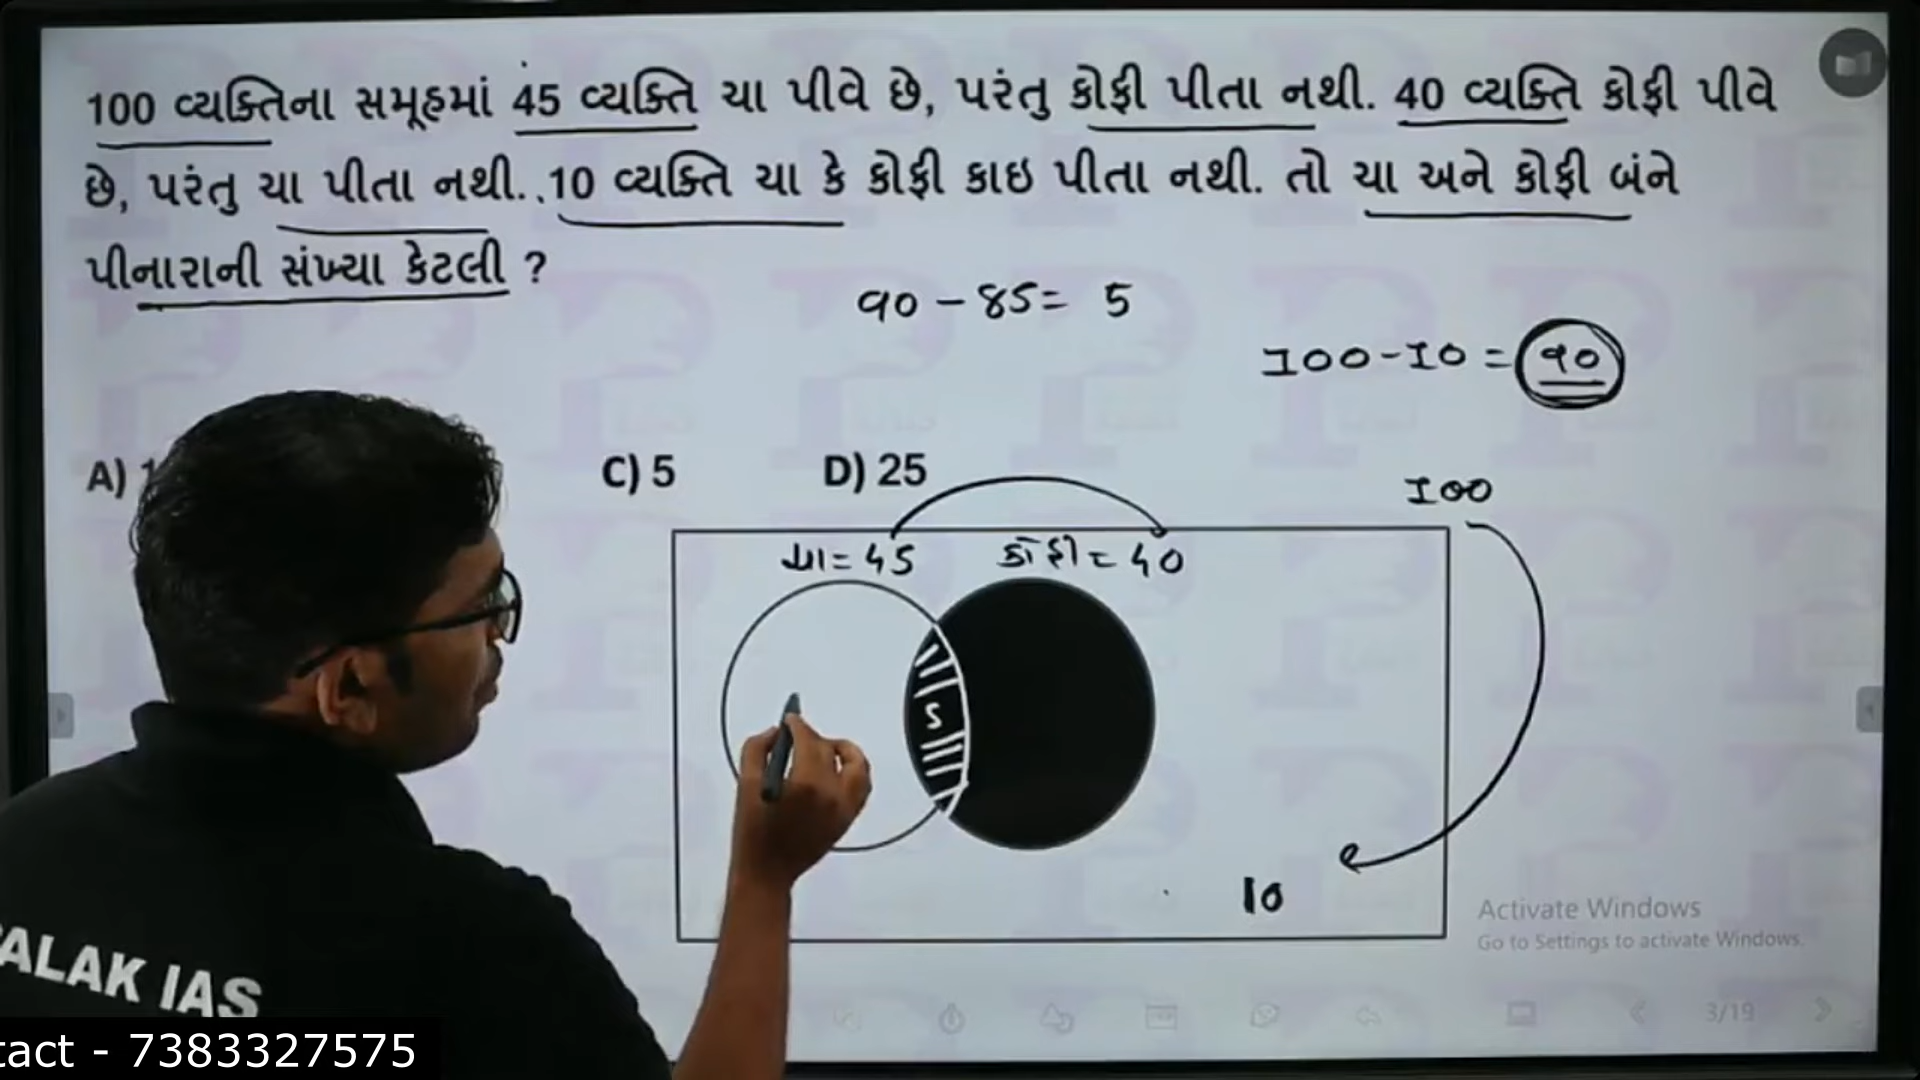 100 વ્યક્તિના સમૂહમાં 45 વ્યક્તિ ચા પીવે છે, પરંતુ કોફી પીતા નથી. 40 વ્યક્તિ કોફી પીવે
છે, પરંતુ ચા પીતા નથી. 10 વ્યક્તિ ચા કે કોફી કાઇ પીતા નથી. તો ચા અને કોફી બંને
પીનારાની સંખ્યા કેટલી ?
90 - 85 = 5
100 - 10 = 90
A)
C) 5
D) 25
100
ચા = 45
કોફી = 40
5
10
Activate Windows
Go to Settings to activate Windows.
3/19
ALAK IAS
tact - 7383327575